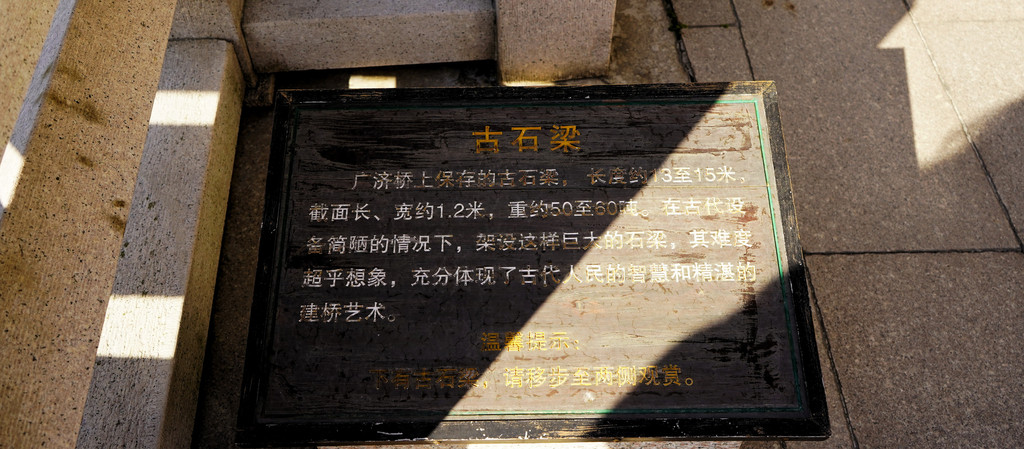 古石梁
广济桥上保存的古石梁，长度约13至15米、
截面长、宽约1.2米，重约50至60吨。在古代设
备简陋的情况下，架设这样巨大的石梁，其难度
超乎想象，充分体现了古代人民的智慧和精湛的
建桥艺术。
温馨提示：
下有古石梁，请移步至两侧观赏。